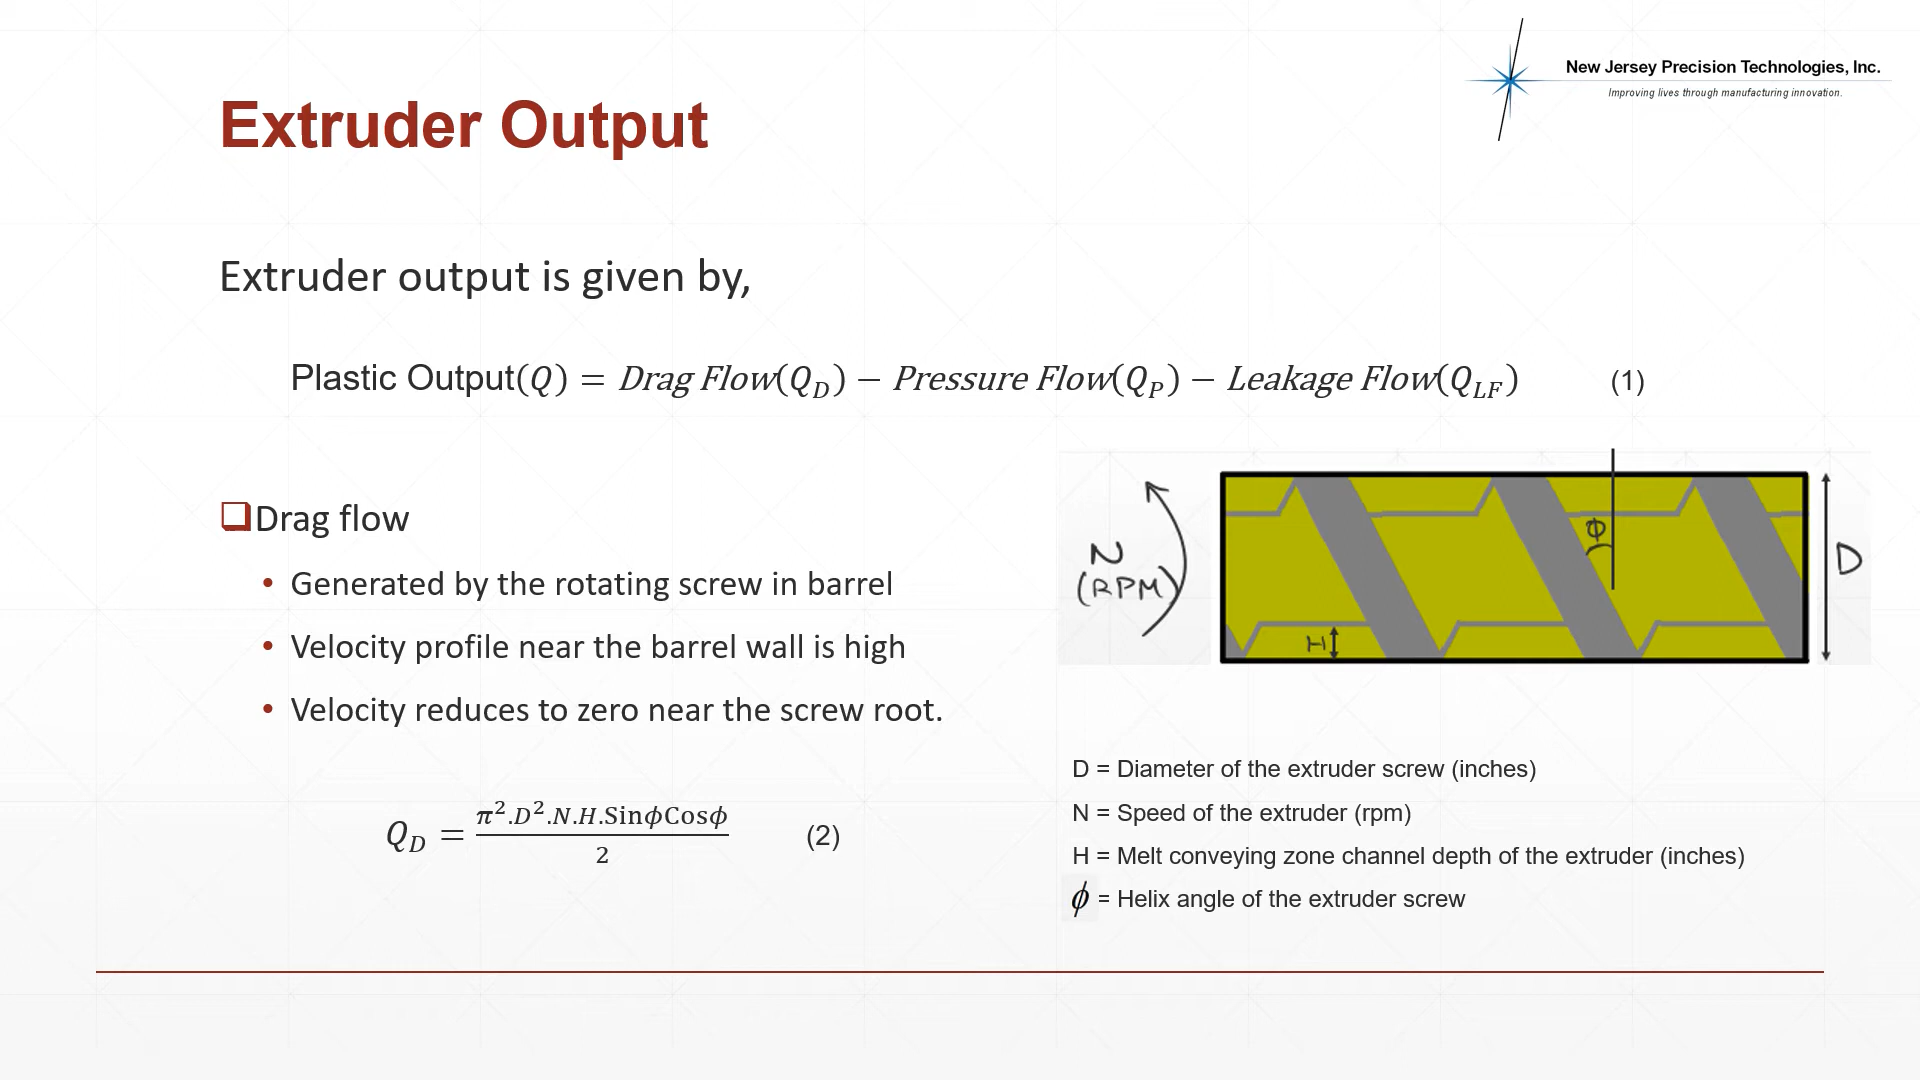 New Jersey Precision Technologies, Inc.
Improving lives through manufacturing innovation.
Extruder Output
Extruder output is given by,
Plastic Output(Q) = Drag Flow(Q_D) − Pressure Flow(Q_P) − Leakage Flow(Q_LF) (1)
❑Drag flow
• Generated by the rotating screw in barrel
• Velocity profile near the barrel wall is high
• Velocity reduces to zero near the screw root.
Q_D = π².D².N.H.SinϕCosϕ / 2 (2)
N
(RPM)
Φ
H
D
D = Diameter of the extruder screw (inches)
N = Speed of the extruder (rpm)
H = Melt conveying zone channel depth of the extruder (inches)
ϕ = Helix angle of the extruder screw